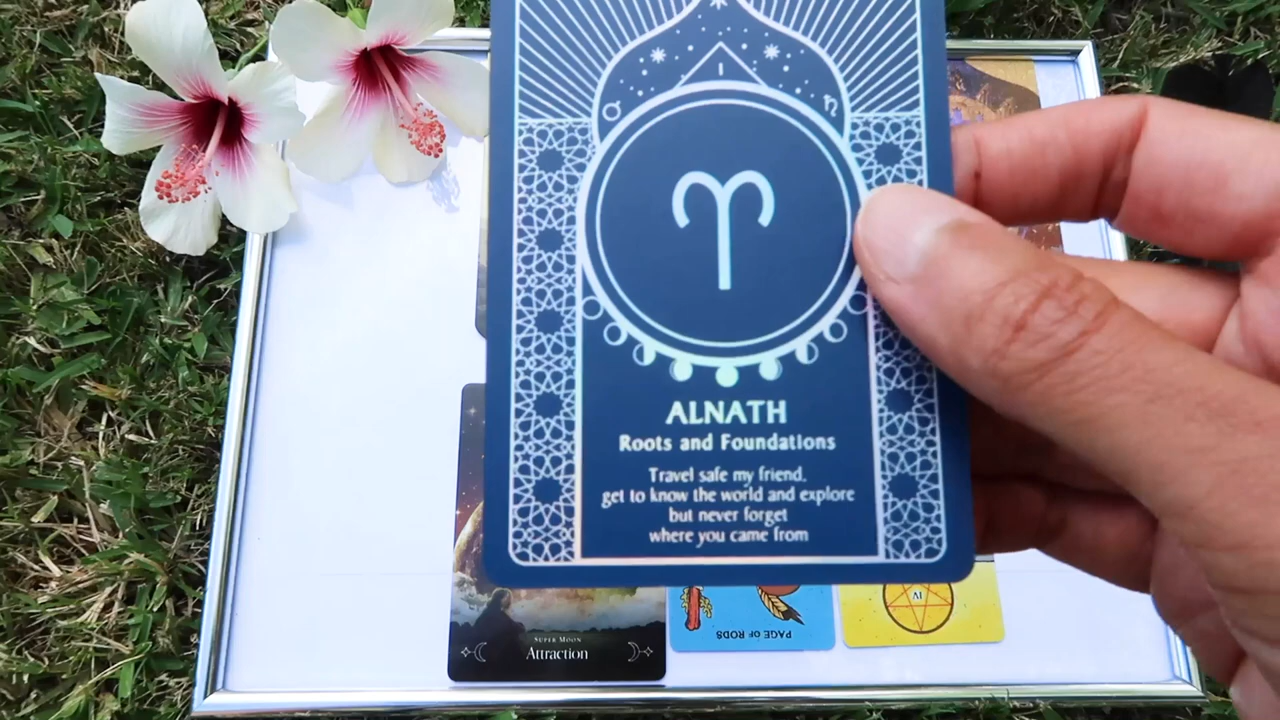 I
ALNATH
Roots and Foundations
Travel safe my friend.
get to know the world and explore
but never forget
where you came from
SUPER MOON
Attraction
PAGE OF RODS
IV